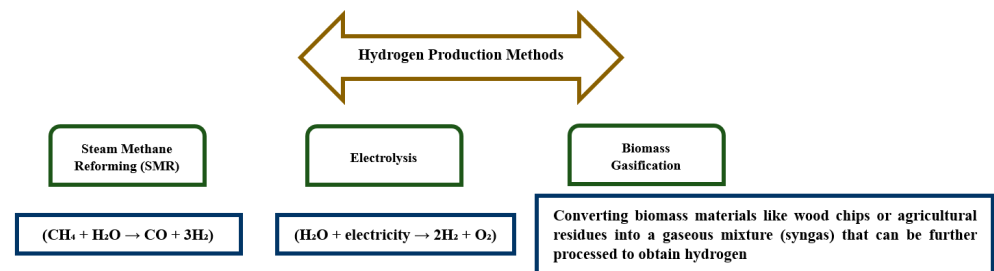 Hydrogen Production Methods
Steam Methane
Reforming (SMR)
Electrolysis
Biomass
Gasification
(CH₄ + H₂O → CO + 3H₂)
(H₂O + electricity → 2H₂ + O₂)
Converting biomass materials like wood chips or agricultural
residues into a gaseous mixture (syngas) that can be further
processed to obtain hydrogen